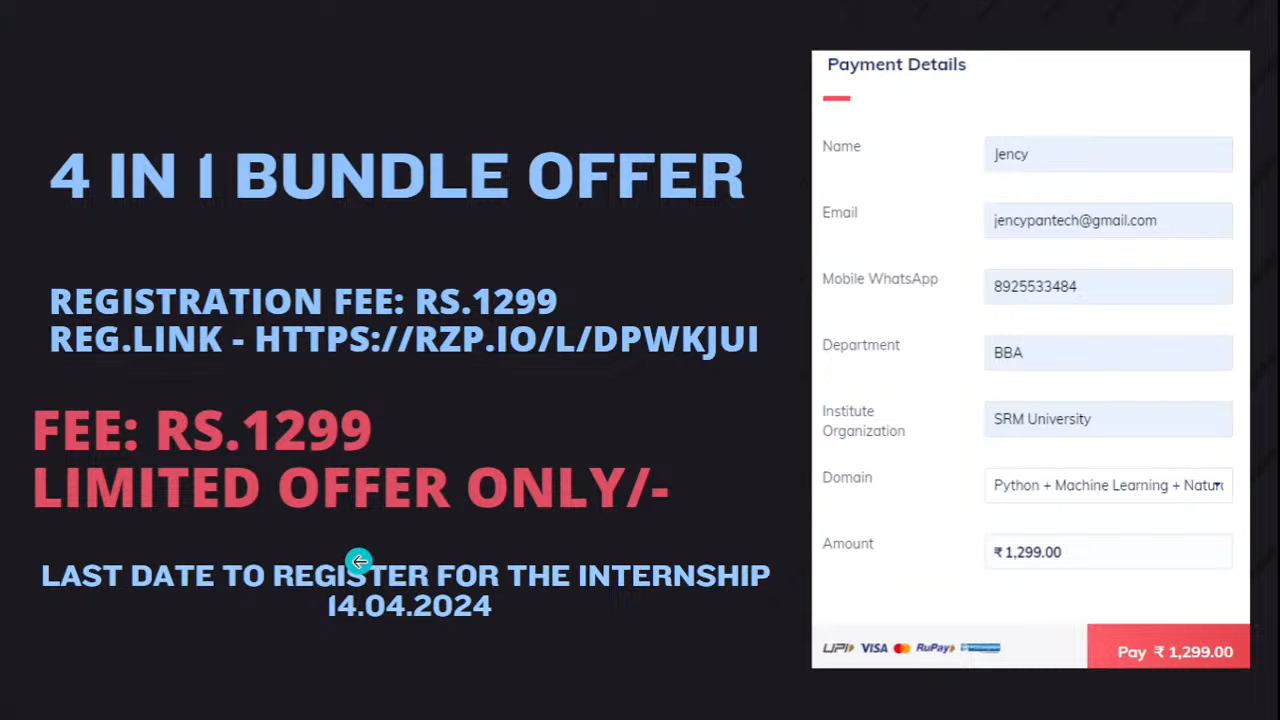 4 IN 1 BUNDLE OFFER
REGISTRATION FEE: RS.1299
REG.LINK - HTTPS://RZP.IO/L/DPWKJUI
FEE: RS.1299
LIMITED OFFER ONLY/-
LAST DATE TO REGISTER FOR THE INTERNSHIP
14.04.2024
Payment Details
Name Jency
Email jencypantech@gmail.com
Mobile WhatsApp 8925533484
Department BBA
Institute
Organization SRM University
Domain Python + Machine Learning +
Amount ₹ 1,299.00
UPI VISA RuPay
Pay ₹ 1,299.00